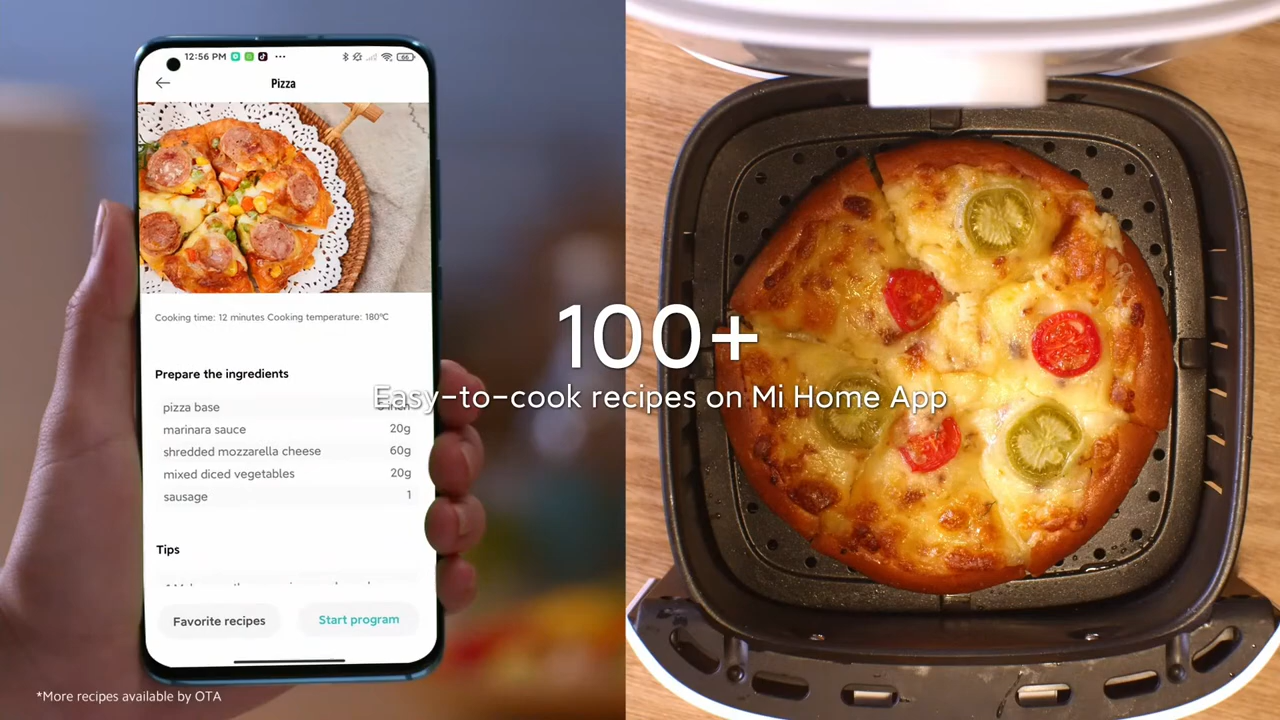 12:56 PM
66
Pizza
Cooking time: 12 minutes Cooking temperature: 180°C
Prepare the ingredients
pizza base
marinara sauce 20g
shredded mozzarella cheese 60g
mixed diced vegetables 20g
sausage 1
Tips
Favorite recipes Start program
100+
Easy-to-cook recipes on Mi Home App
*More recipes available by OTA